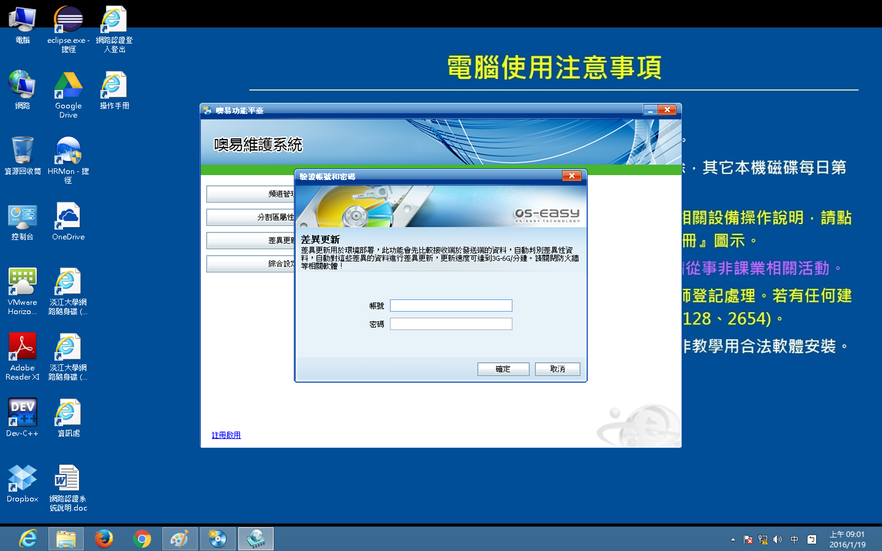 電腦
eclipse.exe -
捷徑
網路認證登
入登出
網路
Google
Drive
操作手冊
資源回收筒
HRMon - 捷
徑
控制台
OneDrive
VMware
Horizo...
淡江大學網
路隨身碟 (...
Adobe
Reader XI
淡江大學網
路隨身碟 (...
Dev-C++
資訊處
Dropbox
網路認證系
統說明.doc
電腦使用注意事項
，其它本機磁碟每日第
相關設備操作說明，請點
冊』圖示。
從事非課業相關活動。
師登記處理。若有任何建
128、2654)。
非教學用合法軟體安裝。
噢易功能平臺
噢易維護系統
頻道管理
分割區屬性
差異更新
綜合設定
註冊啟用
驗證帳號和密碼
OS-EASY
OS-EASY TECHNOLOGY
差異更新
差異更新用於環境部署，此功能會先比較接收端於發送端的資料，自動判別差異性資
料，自動對這些差異的資料進行差異更新，更新速度可達到3G-6G/分鐘。請關閉防火牆
等相關軟體！
帳號
密碼
確定
取消
DEV
中
上午 09:01
2016/1/19